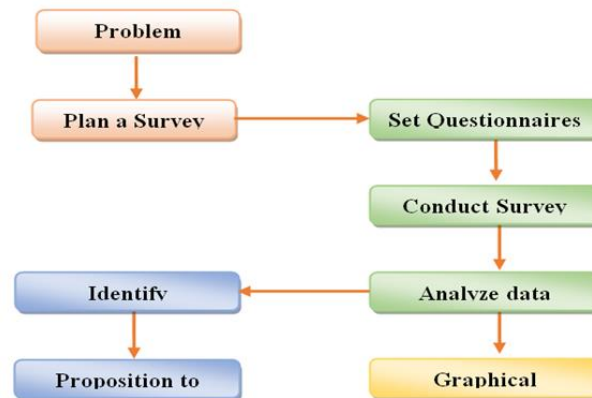 Problem
Plan a Survey
Set Questionnaires
Conduct Survey
Identify
Analyze data
Proposition to
Graphical